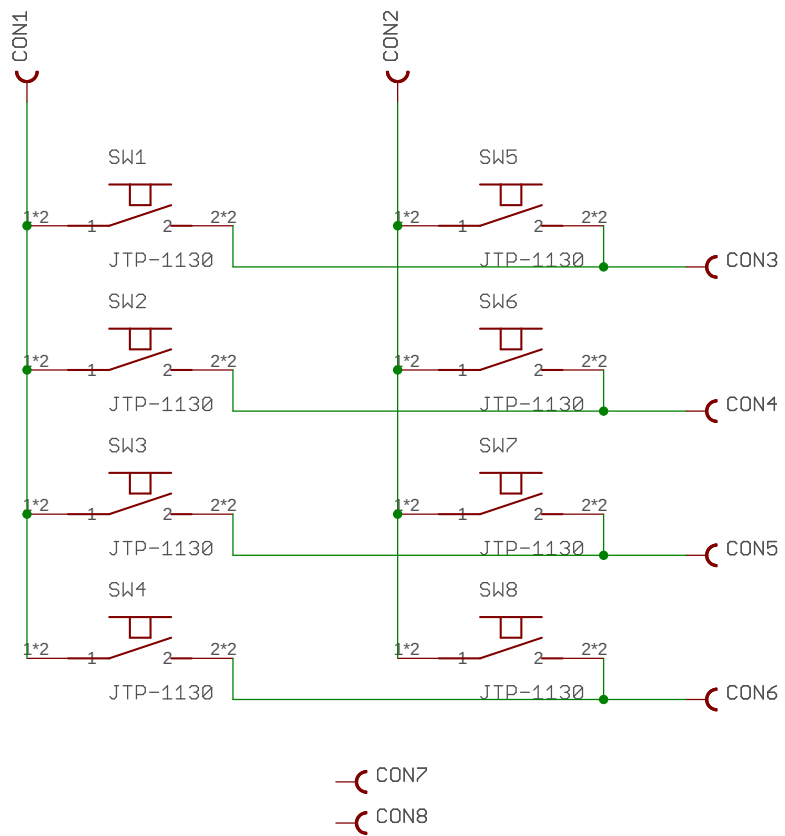 CON1 CON2
SW1 SW5
1*2 1 2 2*2 1*2 1 2 2*2
JTP-1130 JTP-1130 CON3
SW2 SW6
1*2 1 2 2*2 1*2 1 2 2*2
JTP-1130 JTP-1130 CON4
SW3 SW7
1*2 1 2 2*2 1*2 1 2 2*2
JTP-1130 JTP-1130 CON5
SW4 SW8
1*2 1 2 2*2 1*2 1 2 2*2
JTP-1130 JTP-1130 CON6
CON7
CON8